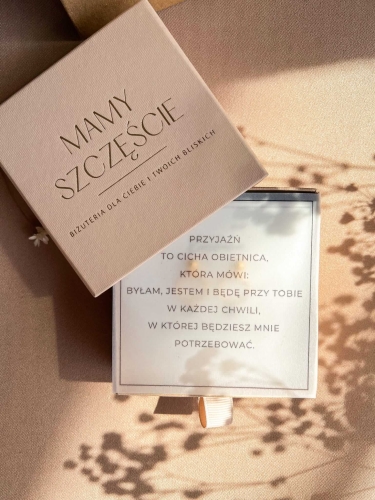 MAMY
SZCZĘŚCIE
BIŻUTERIA DLA CIEBIE I TWOICH BLISKICH
PRZYJAŹŃ
TO CICHA OBIETNICA,
KTÓRA MÓWI:
BYŁAM, JESTEM I BĘDĘ PRZY TOBIE
W KAŻDEJ CHWILI,
W KTÓREJ BĘDZIESZ MNIE
POTRZEBOWAĆ.